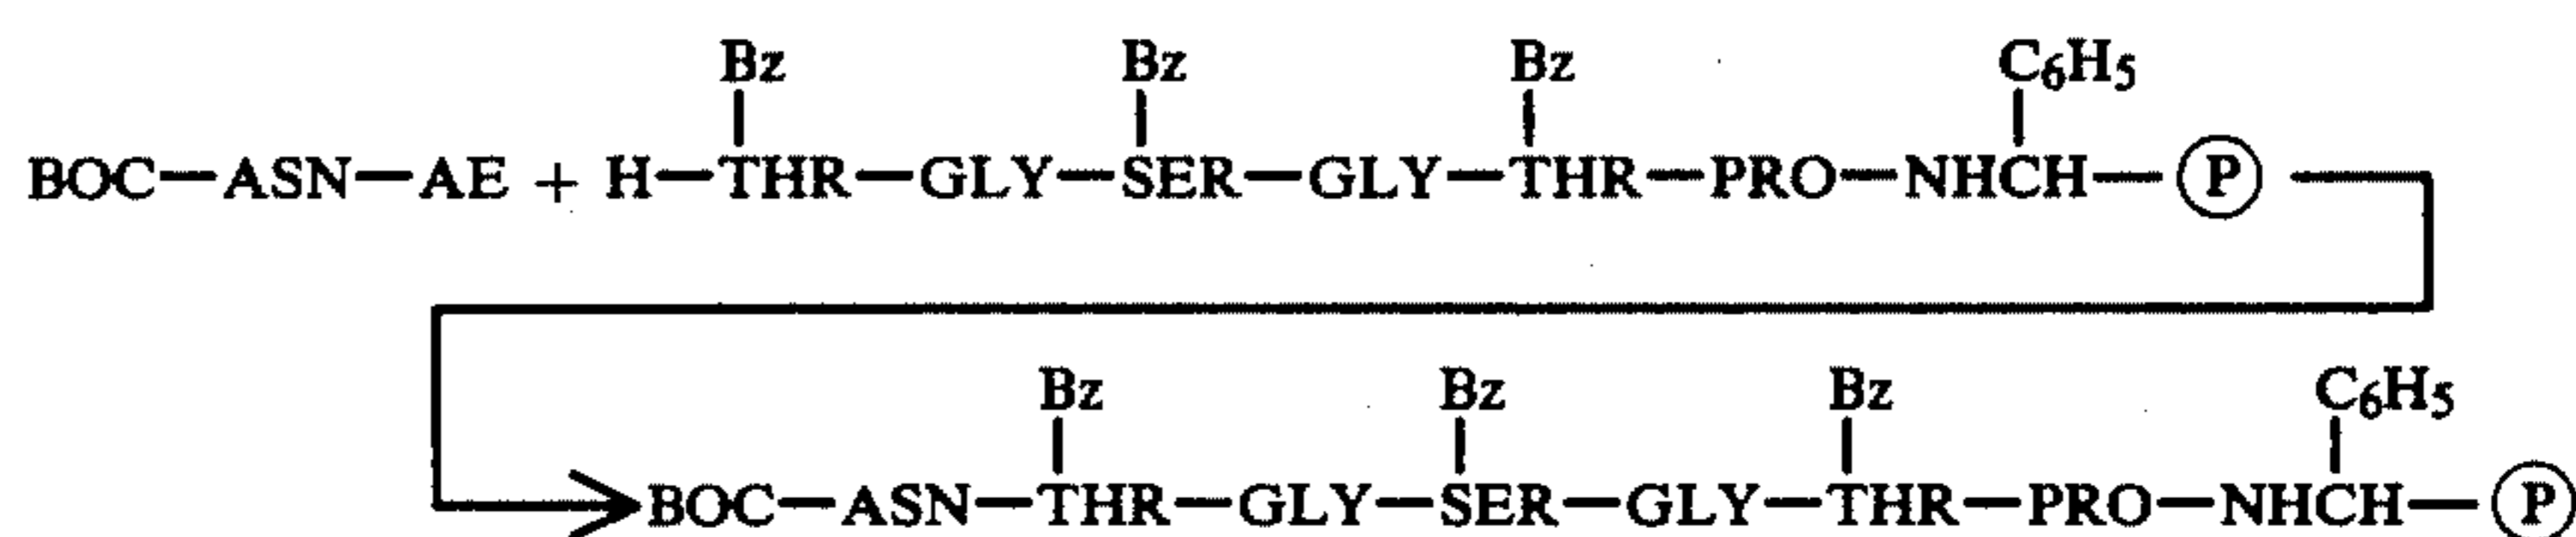 Bz Bz Bz C6H5
BOC—ASN—AE + H—THR—GLY—SER—GLY—THR—PRO—NHCH—P
Bz Bz Bz C6H5
BOC—ASN—THR—GLY—SER—GLY—THR—PRO—NHCH—P